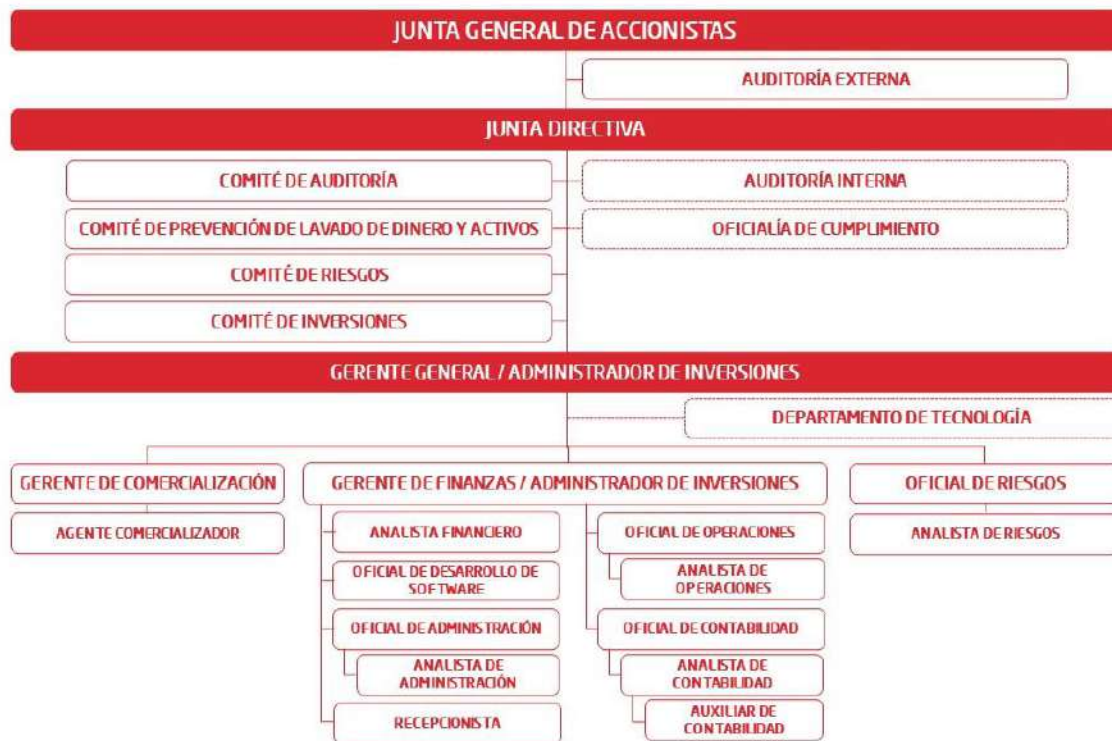 JUNTA GENERAL DE ACCIONISTAS
AUDITORÍA EXTERNA
JUNTA DIRECTIVA
COMITÉ DE AUDITORÍA
AUDITORÍA INTERNA
COMITÉ DE PREVENCIÓN DE LAVADO DE DINERO Y ACTIVOS
OFICIALÍA DE CUMPLIMIENTO
COMITÉ DE RIESGOS
COMITÉ DE INVERSIONES
GERENTE GENERAL / ADMINISTRADOR DE INVERSIONES
DEPARTAMENTO DE TECNOLOGÍA
GERENTE DE COMERCIALIZACIÓN
AGENTE COMERCIALIZADOR
GERENTE DE FINANZAS / ADMINISTRADOR DE INVERSIONES
ANALISTA FINANCIERO
OFICIAL DE DESARROLLO DE
SOFTWARE
OFICIAL DE ADMINISTRACIÓN
ANALISTA DE
ADMINISTRACIÓN
RECEPCIONISTA
OFICIAL DE OPERACIONES
ANALISTA DE
OPERACIONES
OFICIAL DE CONTABILIDAD
ANALISTA DE
CONTABILIDAD
AUXILIAR DE
CONTABILIDAD
OFICIAL DE RIESGOS
ANALISTA DE RIESGOS